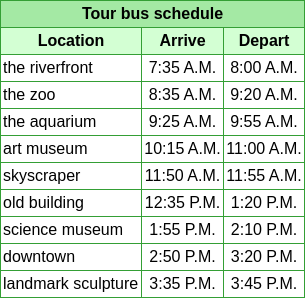 Tour bus schedule
Location Arrive Depart
the riverfront 7:35 A.M. 8:00 A.M.
the zoo 8:35 A.M. 9:20 A.M.
the aquarium 9:25 A.M. 9:55 A.M.
art museum 10:15 A.M. 11:00 A.M.
skyscraper 11:50 A.M. 11:55 A.M.
old building 12:35 P.M. 1:20 P.M.
science museum 1:55 P.M. 2:10 P.M.
downtown 2:50 P.M. 3:20 P.M.
landmark sculpture 3:35 P.M. 3:45 P.M.